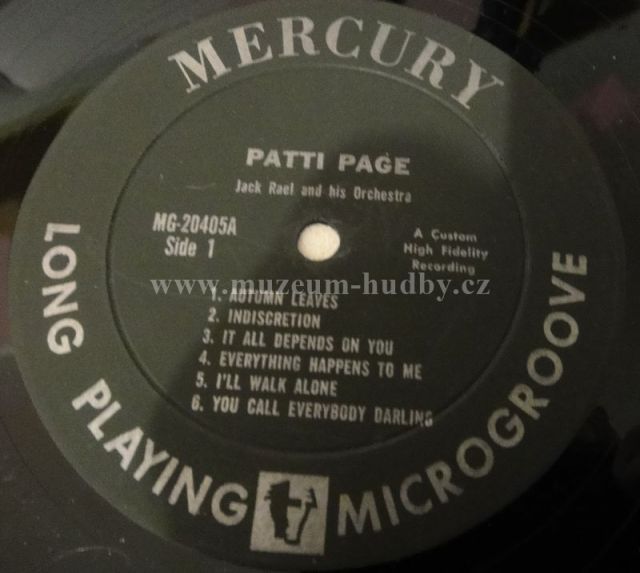 MERCURY
PATTI PAGE
Jack Rael and his Orchestra
MG-20405A
Side 1
A Custom
High Fidelity
Recording
www.muzeum-hudby.cz
1. AUTUMN LEAVES
2. INDISCRETION
3. IT ALL DEPENDS ON YOU
4. EVERYTHING HAPPENS TO ME
5. I'LL WALK ALONE
6. YOU CALL EVERYBODY DARLING
LONG PLAYING MICROGROOVE